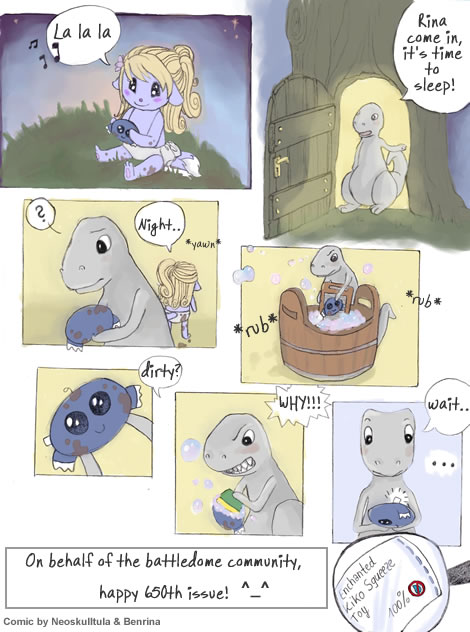 La la la
Rina
come in,
it's time
to
sleep!
?
Night..
*yawn*
*rub*
*rub*
dirty?
WHY!!!
wait..
...
Enchanted
Kiko Squeeze
Toy
100%
On behalf of the battledome community,
happy 650th issue! ^_^
Comic by Neoskulltula & Benrina